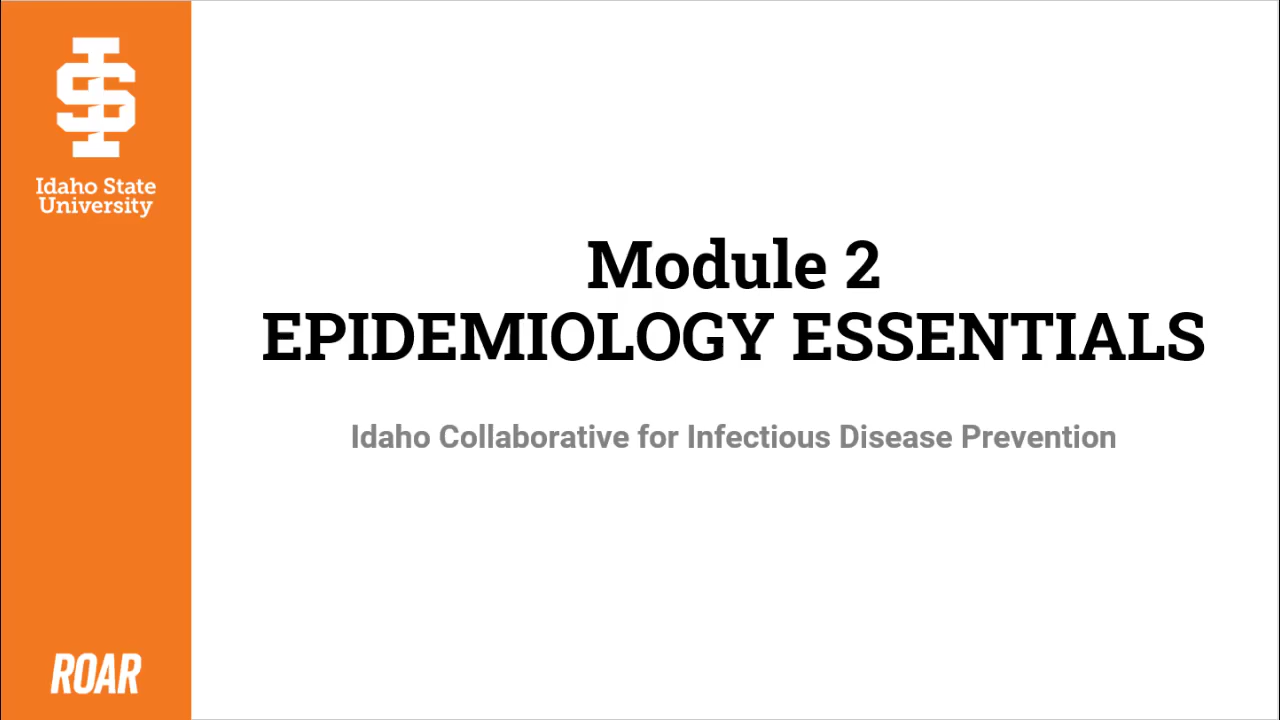 Idaho State
University
Module 2
EPIDEMIOLOGY ESSENTIALS
Idaho Collaborative for Infectious Disease Prevention
ROAR